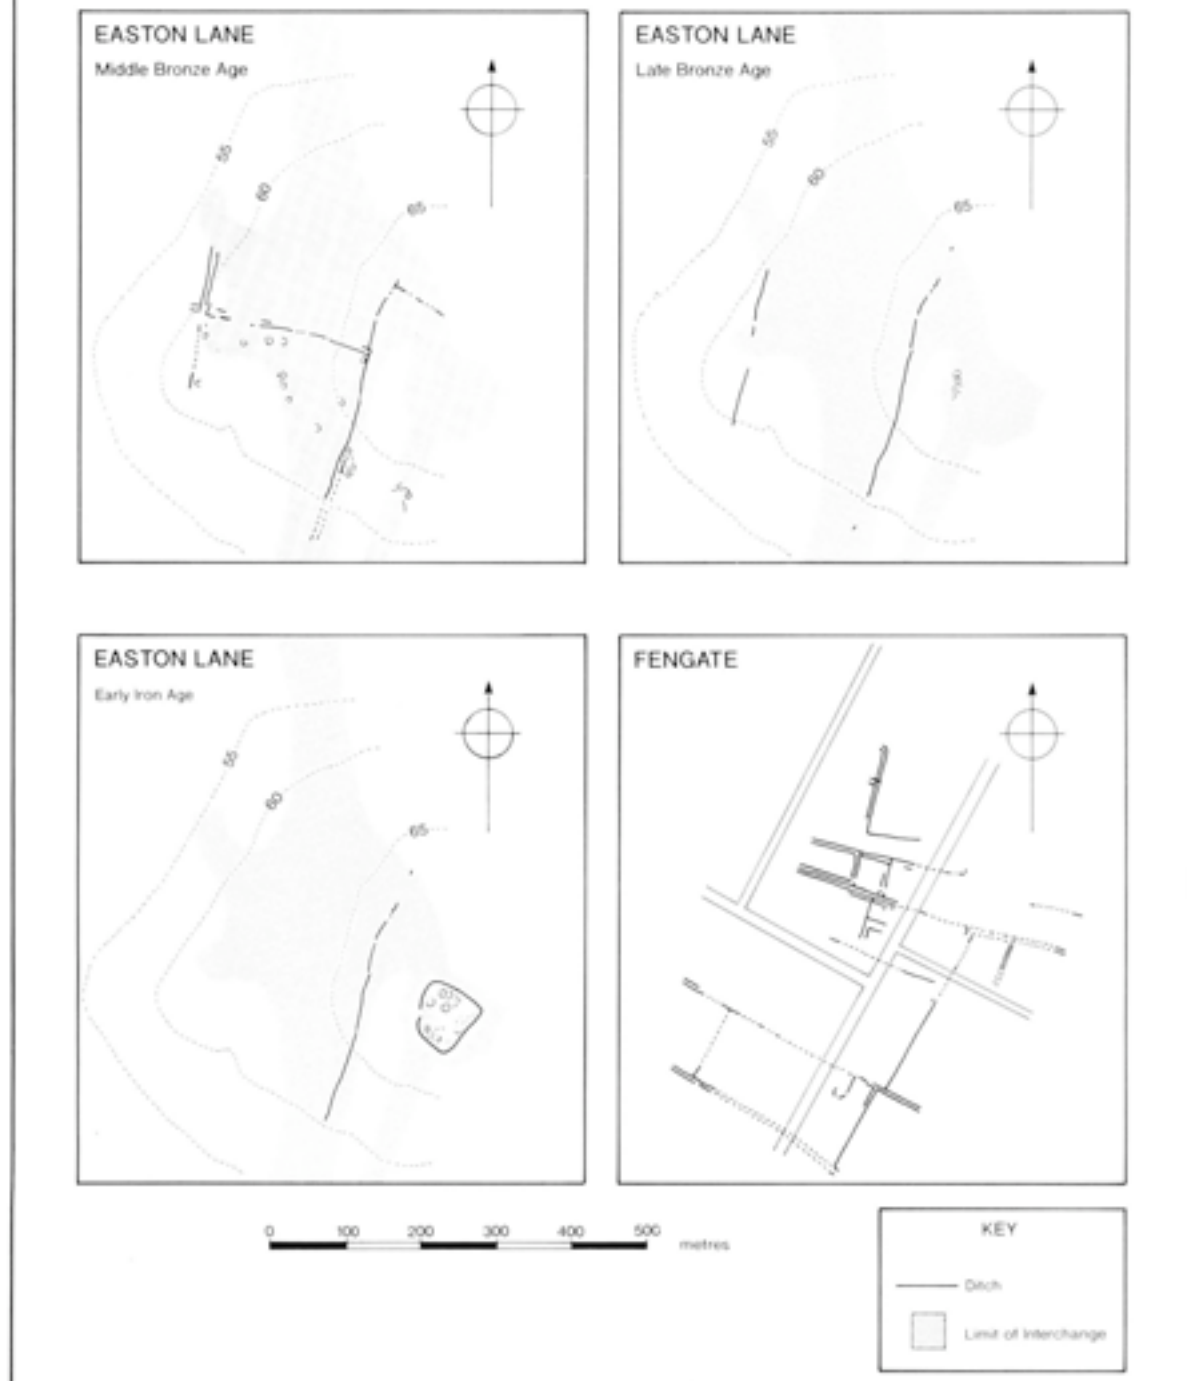 EASTON LANE
Middle Bronze Age
55
60
65
EASTON LANE
Late Bronze Age
55
60
65
EASTON LANE
Early Iron Age
55
60
65
FENGATE
0 100 200 300 400 500
metres
KEY
Ditch
Limit of Interchange